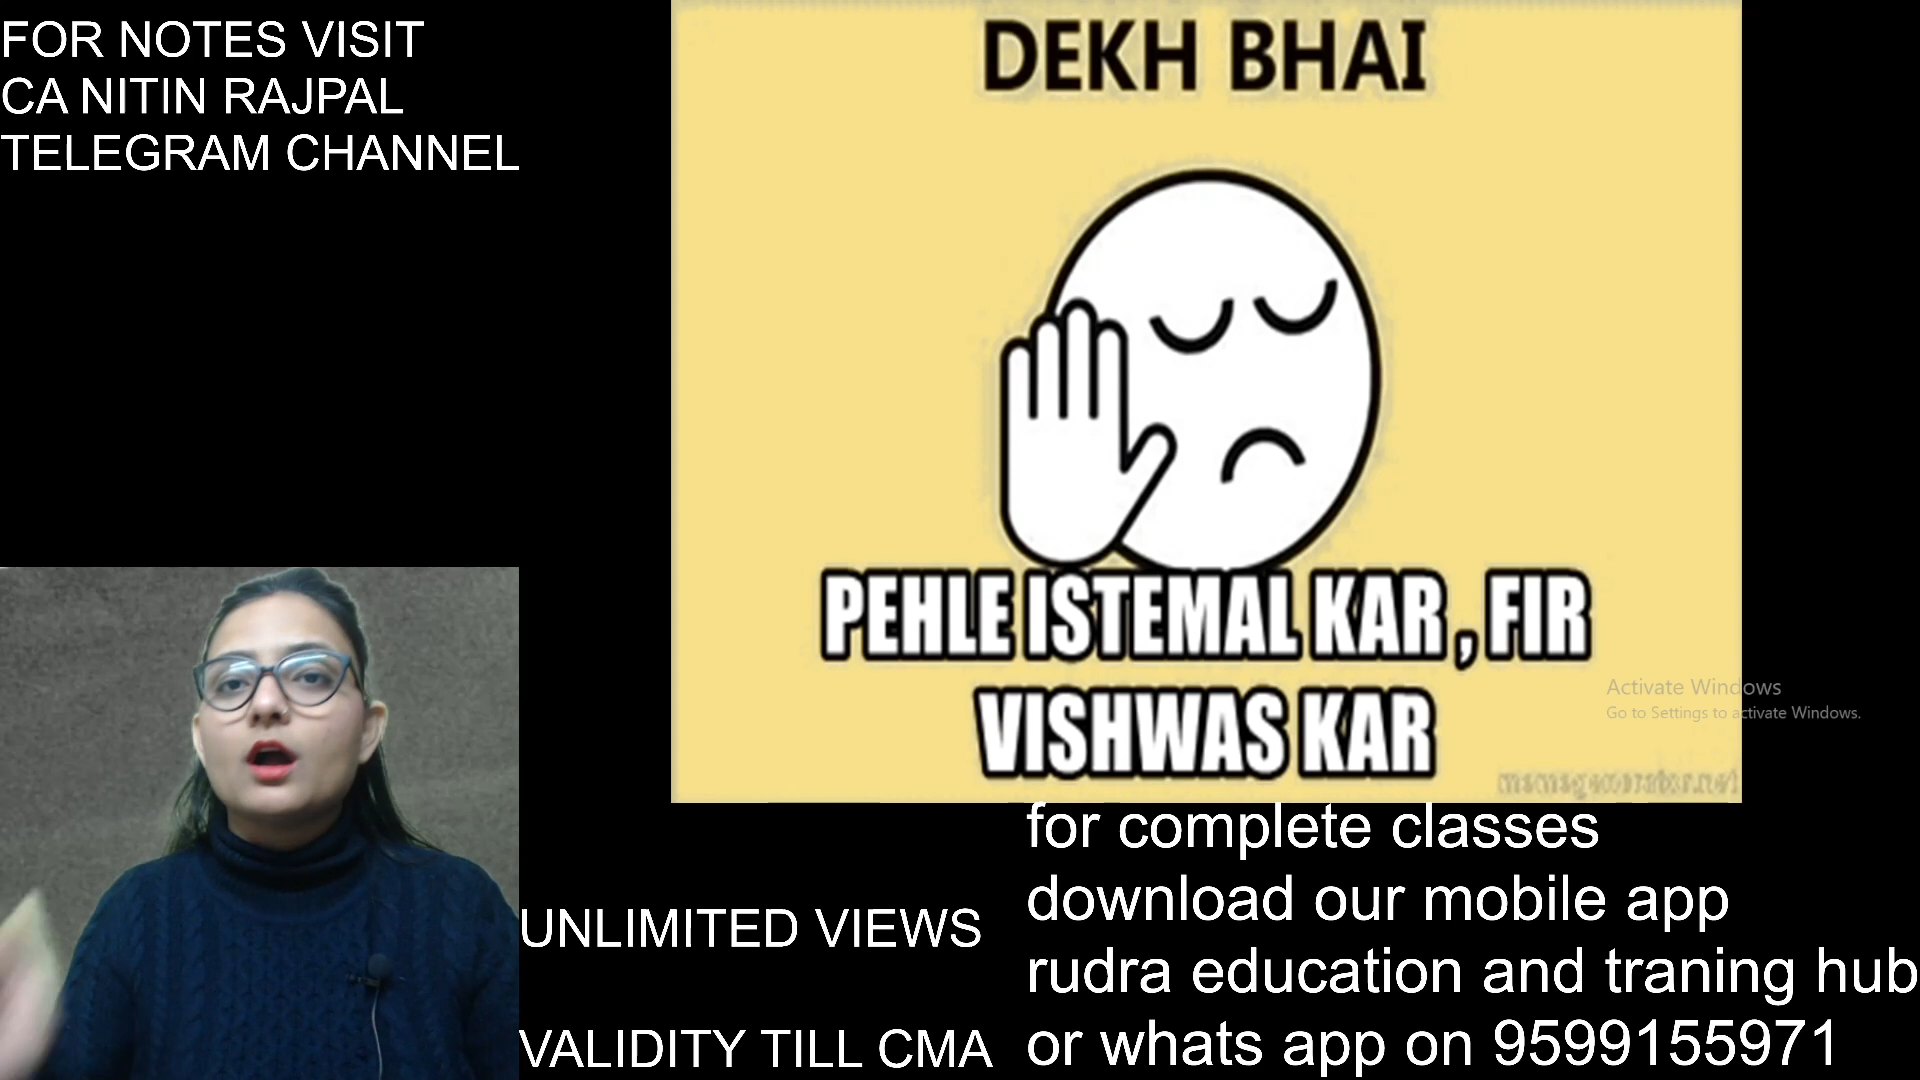 FOR NOTES VISIT
CA NITIN RAJPAL
TELEGRAM CHANNEL
DEKH BHAI
PEHLE ISTEMAL KAR , FIR
VISHWAS KAR
Activate Windows
Go to Settings to activate Windows.
memegenerator.net
for complete classes
download our mobile app
rudra education and traning hub
or whats app on 9599155971
UNLIMITED VIEWS
VALIDITY TILL CMA